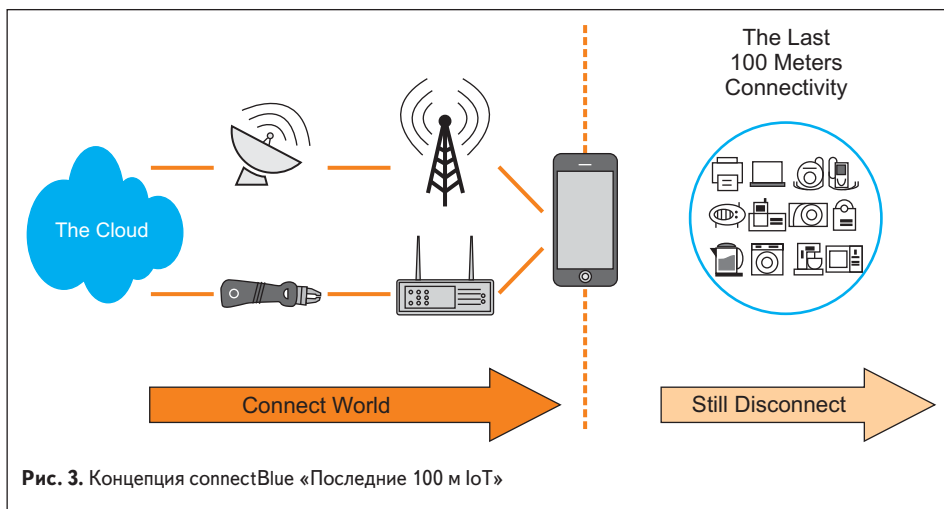 The Last
100 Meters
Connectivity
The Cloud
Connect World
Still Disconnect
Рис. 3. Концепция connectBlue «Последние 100 м IoT»